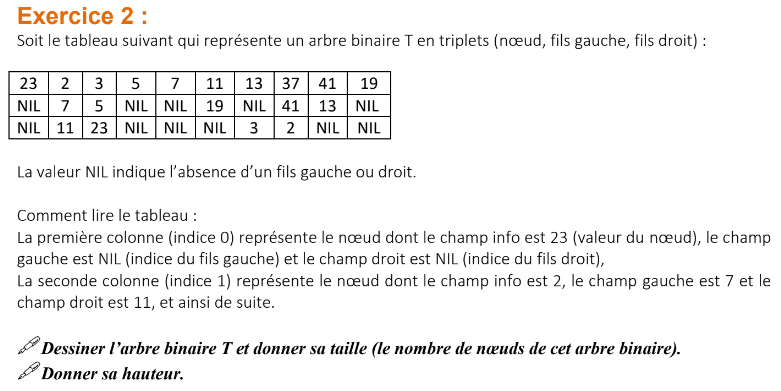 Exercice 2 :
Soit le tableau suivant qui représente un arbre binaire T en triplets (nœud, fils gauche, fils droit) :
23 2 3 5 7 11 13 37 41 19
NIL 7 5 NIL NIL 19 NIL 41 13 NIL
NIL 11 23 NIL NIL NIL 3 2 NIL NIL
La valeur NIL indique l’absence d’un fils gauche ou droit.
Comment lire le tableau :
La première colonne (indice 0) représente le nœud dont le champ info est 23 (valeur du nœud), le champ
gauche est NIL (indice du fils gauche) et le champ droit est NIL (indice du fils droit),
La seconde colonne (indice 1) représente le nœud dont le champ info est 2, le champ gauche est 7 et le
champ droit est 11, et ainsi de suite.
Dessiner l’arbre binaire T et donner sa taille (le nombre de nœuds de cet arbre binaire).
Donner sa hauteur.